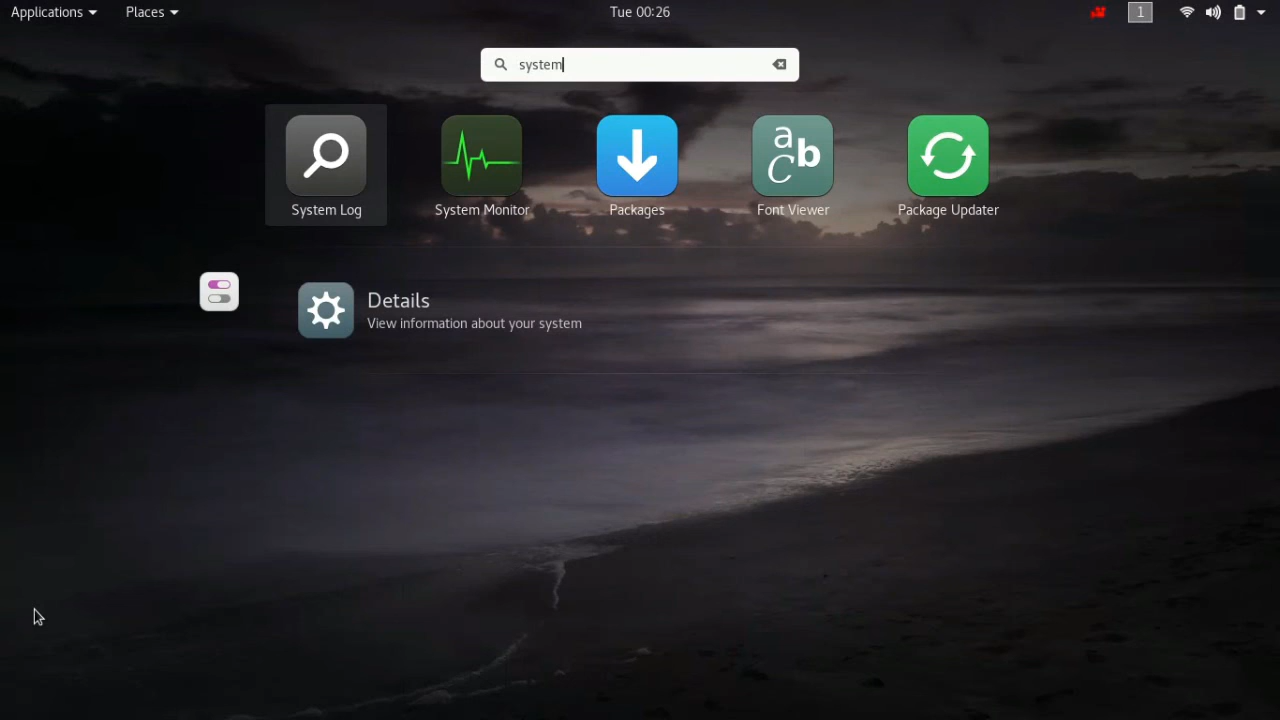 Applications Places Tue 00:26 1
system
System Log System Monitor Packages Font Viewer Package Updater
a
b
C
Details
View information about your system